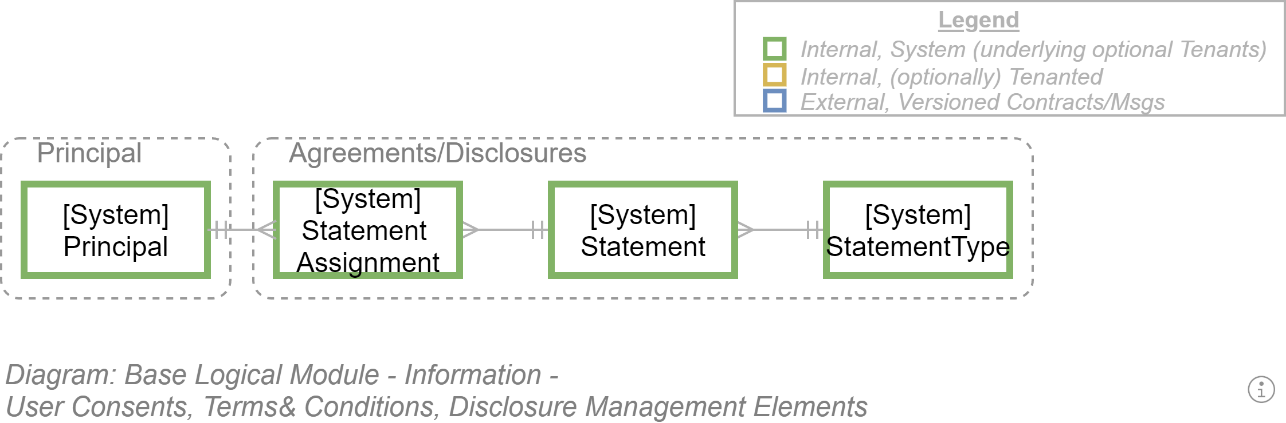 Legend
Internal, System (underlying optional Tenants)
Internal, (optionally) Tenanted
External, Versioned Contracts/Msgs
Principal
[System]
Principal
Agreements/Disclosures
[System]
Statement
Assignment
[System]
Statement
[System]
StatementType
Diagram: Base Logical Module - Information -
User Consents, Terms& Conditions, Disclosure Management Elements